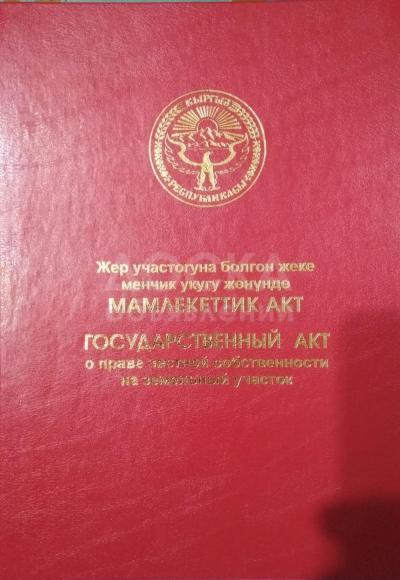 КЫРГЫЗ
РЕСПУБЛИКАСЫ
Жер участогуна болгон жеке
менчик укугу жөнүндө
МАМЛЕКЕТТИК АКТ
ГОСУДАРСТВЕННЫЙ АКТ
о праве частной собственности
на земельный участок